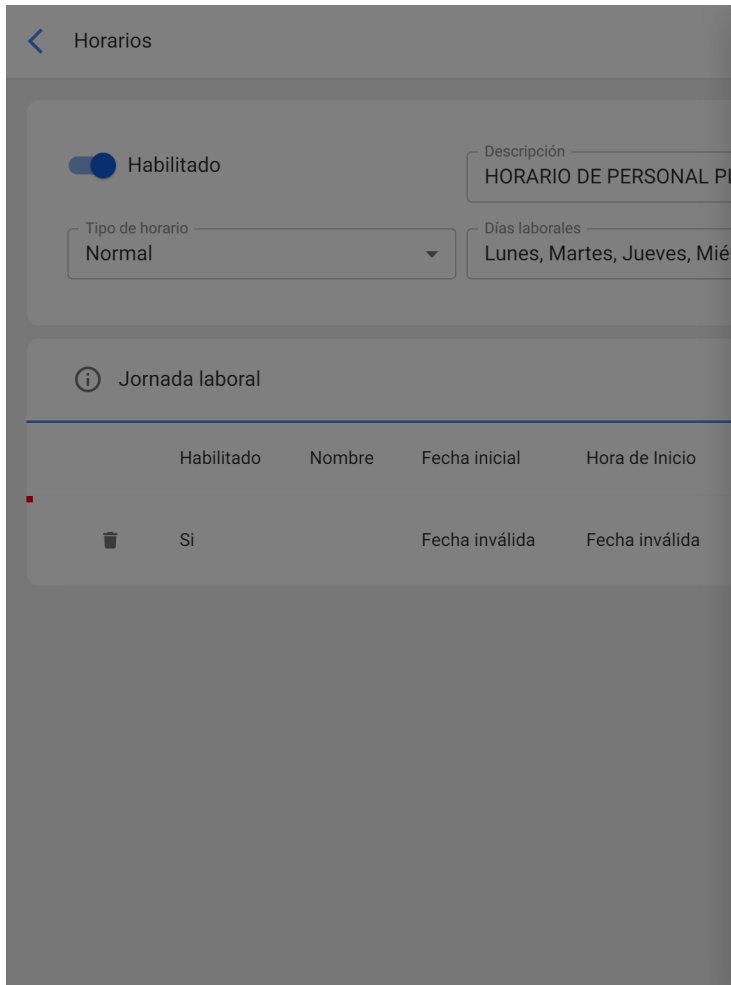 Horarios
Habilitado
Descripción
HORARIO DE PERSONAL
Tipo de horario
Normal
Días laborales
Lunes, Martes, Jueves,
Jornada laboral
Habilitado Nombre Fecha inicial Hora de Inicio
Si Fecha inválida Fecha inválida